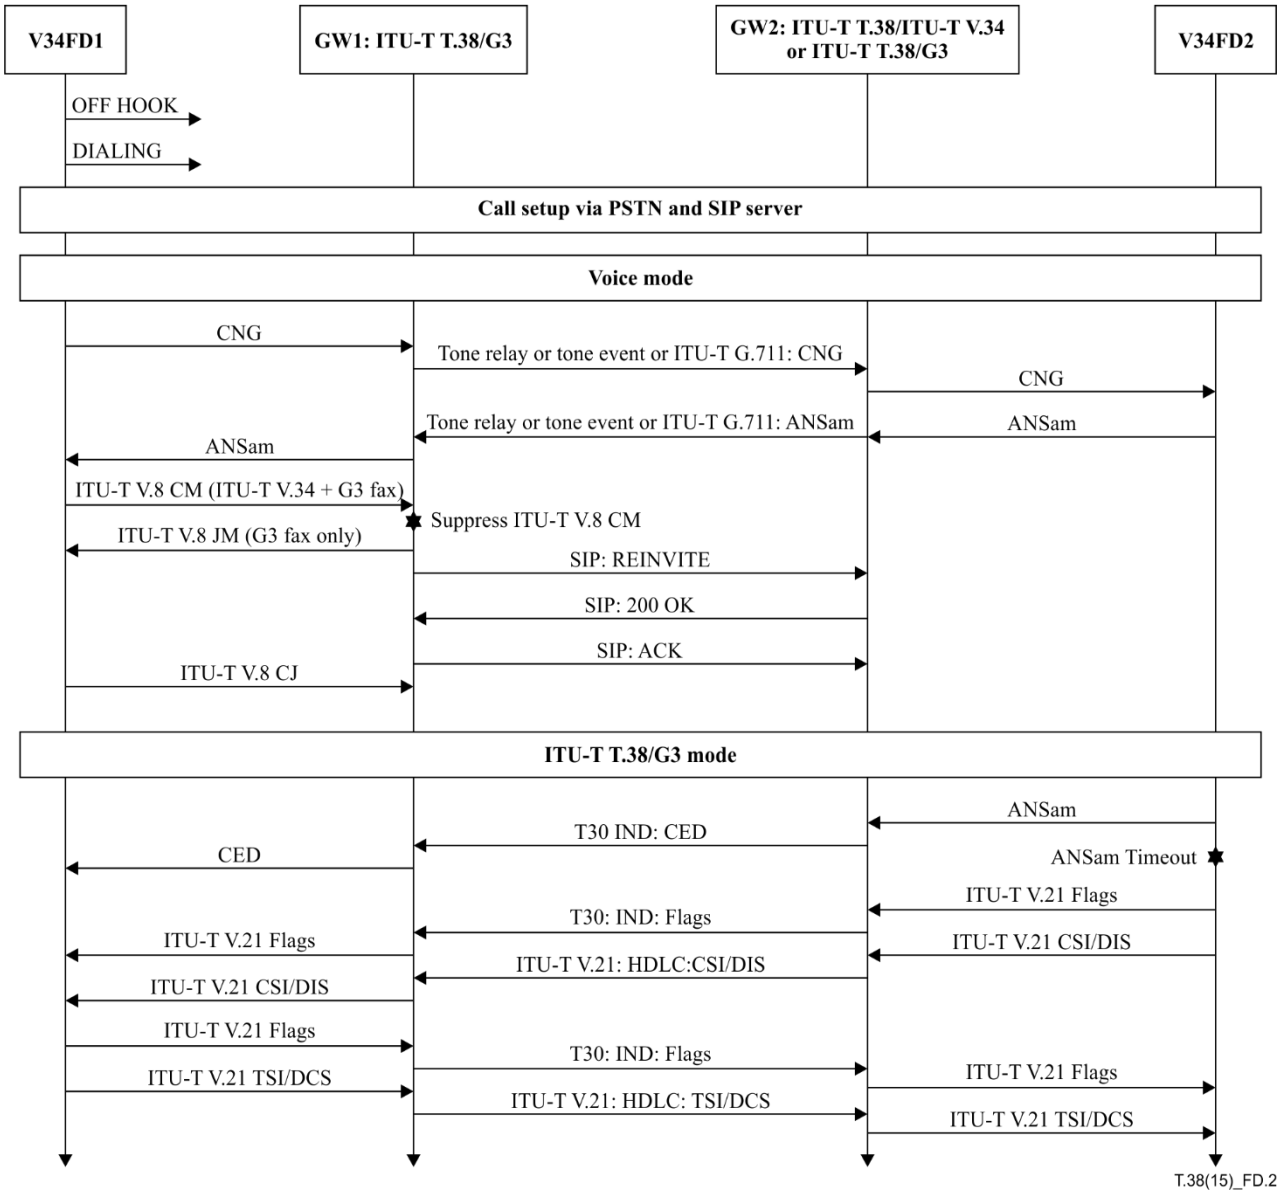 V34FD1
GW1: ITU-T T.38/G3
GW2: ITU-T T.38/ITU-T V.34
or ITU-T T.38/G3
V34FD2
OFF HOOK
DIALING
Call setup via PSTN and SIP server
Voice mode
CNG
Tone relay or tone event or ITU-T G.711: CNG
CNG
Tone relay or tone event or ITU-T G.711: ANSam
ANSam
ANSam
ITU-T V.8 CM (ITU-T V.34 + G3 fax)
Suppress ITU-T V.8 CM
ITU-T V.8 JM (G3 fax only)
SIP: REINVITE
SIP: 200 OK
SIP: ACK
ITU-T V.8 CJ
ITU-T T.38/G3 mode
ANSam
T30 IND: CED
CED
ANSam Timeout
ITU-T V.21 Flags
T30: IND: Flags
ITU-T V.21 Flags
ITU-T V.21 CSI/DIS
ITU-T V.21: HDLC:CSI/DIS
ITU-T V.21 CSI/DIS
ITU-T V.21 Flags
T30: IND: Flags
ITU-T V.21 Flags
ITU-T V.21 TSI/DCS
ITU-T V.21: HDLC: TSI/DCS
ITU-T V.21 TSI/DCS
T.38(15)_FD.2